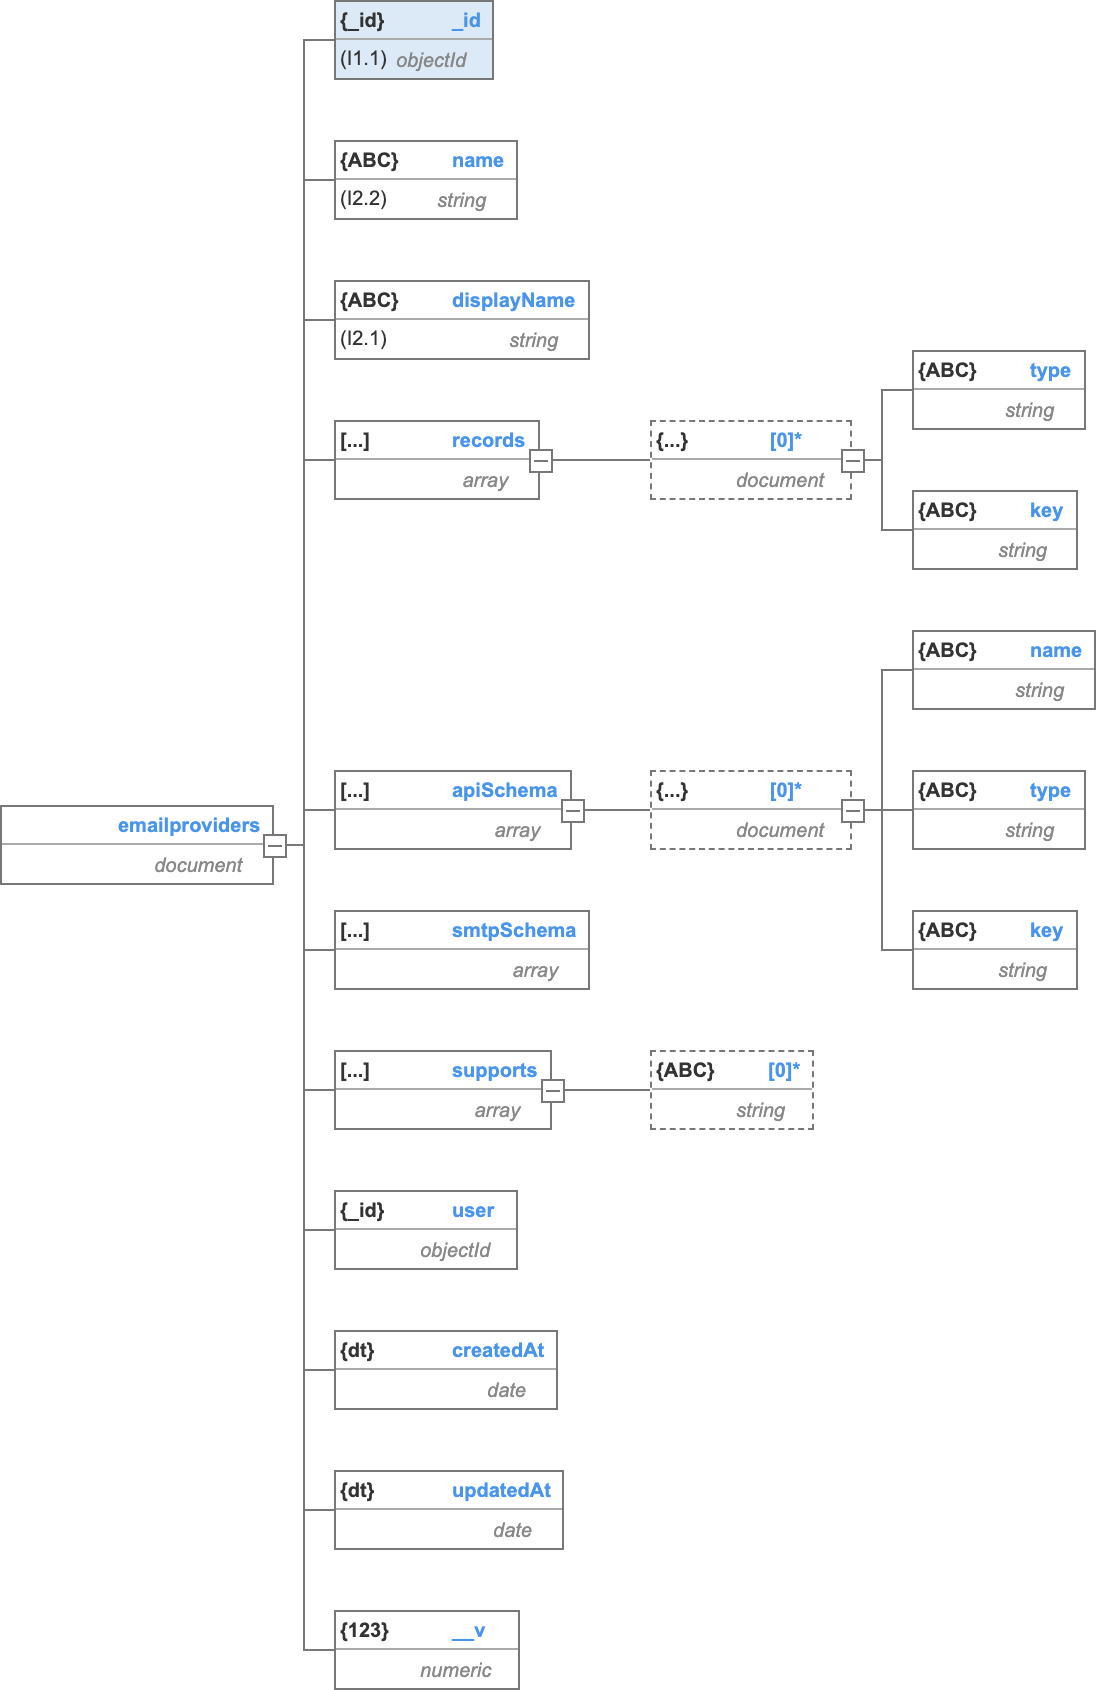 {_id} _id
(I1.1) objectId
{ABC} name
(I2.2) string
{ABC} displayName
(I2.1) string
[...] records
array
{...} [0]*
document
{ABC} type
string
{ABC} key
string
emailproviders
document
[...] apiSchema
array
{...} [0]*
document
{ABC} name
string
{ABC} type
string
{ABC} key
string
[...] smtpSchema
array
[...] supports
array
{ABC} [0]*
string
{_id} user
objectId
{dt} createdAt
date
{dt} updatedAt
date
{123} __v
numeric